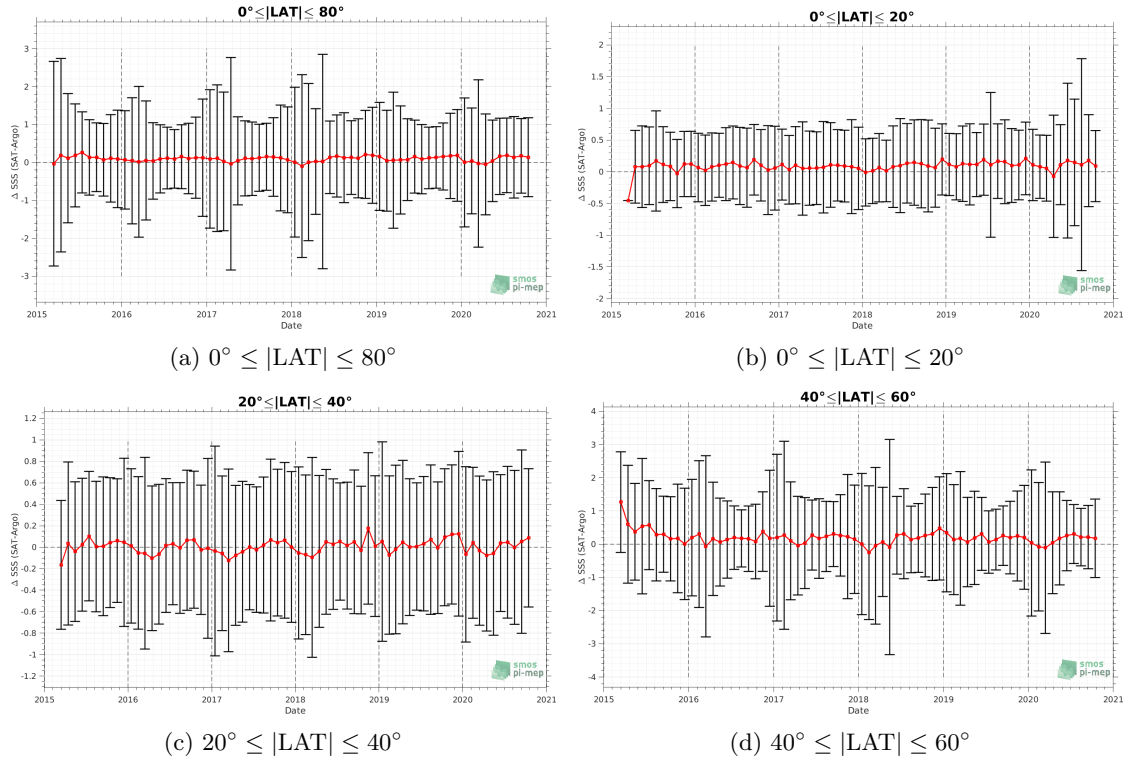 0°≤|LAT|≤ 80°
3
2
1
0
-1
-2
-3
Δ SSS (SAT-Argo)
2015 2016 2017 2018 2019 2020 2021
Date
smos
pi-mep
(a) 0° ≤ |LAT| ≤ 80°
0°≤|LAT|≤ 20°
2
1.5
1
0.5
0
-0.5
-1
-1.5
-2
Δ SSS (SAT-Argo)
2015 2016 2017 2018 2019 2020 2021
Date
smos
pi-mep
(b) 0° ≤ |LAT| ≤ 20°
20°≤|LAT|≤ 40°
1.2
1
0.8
0.6
0.4
0.2
0
-0.2
-0.4
-0.6
-0.8
-1
-1.2
Δ SSS (SAT-Argo)
2015 2016 2017 2018 2019 2020 2021
Date
smos
pi-mep
(c) 20° ≤ |LAT| ≤ 40°
40°≤|LAT|≤ 60°
4
3
2
1
0
-1
-2
-3
-4
Δ SSS (SAT-Argo)
2015 2016 2017 2018 2019 2020 2021
Date
smos
pi-mep
(d) 40° ≤ |LAT| ≤ 60°